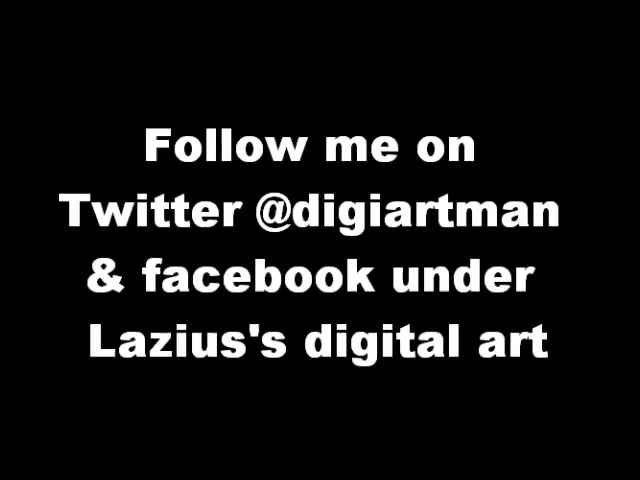 Follow me on
Twitter @digiartman
& facebook under
Lazius's digital art